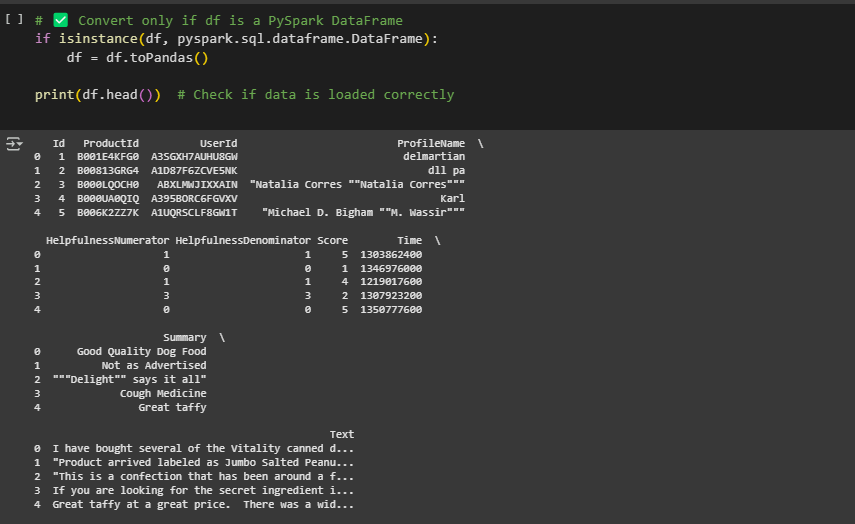 [ ] # ✅ Convert only if df is a PySpark DataFrame
if isinstance(df, pyspark.sql.dataframe.DataFrame):
    df = df.toPandas()
print(df.head())  # Check if data is loaded correctly
   Id   ProductId          UserId                          ProfileName  \
0   1  B001E4KFG0  A3SGXH7AUHU8GW                           delmartian
1   2  B00813GRG4  A1D87F6ZCVE5NK                               dll pa
2   3  B000LQOCH0   ABXLMWJIXXAIN  "Natalia Corres ""Natalia Corres"""
3   4  B000UA0QIQ  A395BORC6FGVXV                                 Karl
4   5  B006K2ZZ7K  A1UQRSCLF8GW1T    "Michael D. Bigham ""M. Wassir"""
  HelpfulnessNumerator HelpfulnessDenominator Score        Time  \
0                    1                      1     5  1303862400
1                    0                      0     1  1346976000
2                    1                      1     4  1219017600
3                    3                      3     2  1307923200
4                    0                      0     5  1350777600
                     Summary  \
0      Good Quality Dog Food
1          Not as Advertised
2  """Delight"" says it all"
3             Cough Medicine
4                Great taffy
                                                Text
0  I have bought several of the Vitality canned d...
1  "Product arrived labeled as Jumbo Salted Peanu...
2  "This is a confection that has been around a f...
3  If you are looking for the secret ingredient i...
4  Great taffy at a great price.  There was a wid...